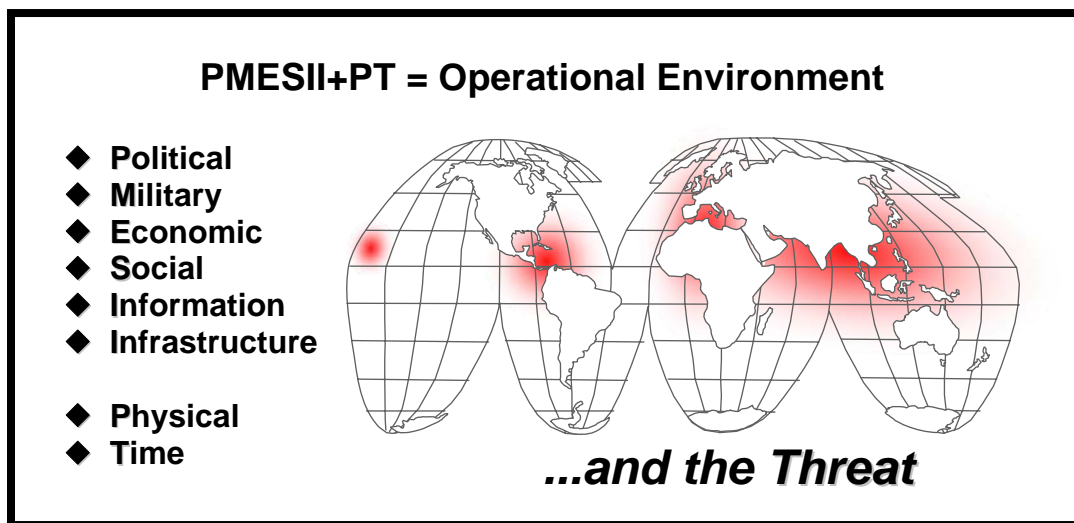 PMESII+PT = Operational Environment
◆ Political
◆ Military
◆ Economic
◆ Social
◆ Information
◆ Infrastructure
◆ Physical
◆ Time
...and the Threat